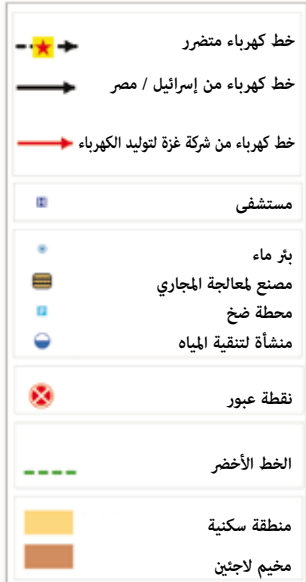 خط كهرباء متضرر
خط كهرباء من إسرائيل / مصر
خط كهرباء من شركة غزة لتوليد الكهرباء
مستشفى
بئر ماء
مصنع لمعالجة المجاري
محطة ضخ
منشأة لتنقية المياه
نقطة عبور
الخط الأخضر
منطقة سكنية
مخيم لاجئين